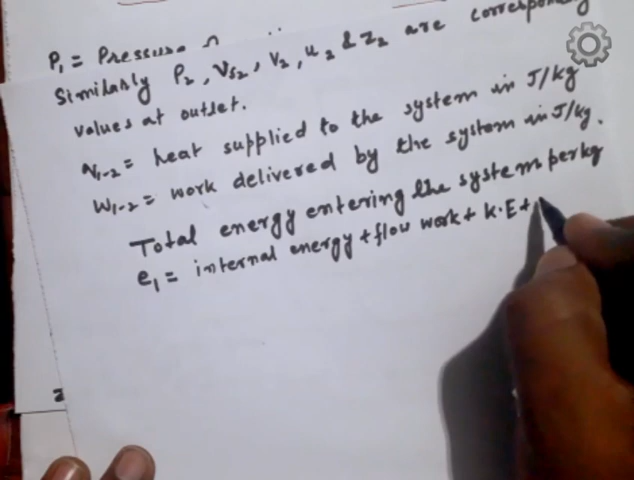 P₁ = Pressure
Similarly P₂, Vs₂, V₂, u₂ & Z₂ are
values at outlet.
q₁₋₂ = heat supplied to the system in J/kg
W₁₋₂ = work delivered by the system in J/kg.
Total energy entering the system per kg
e₁ = internal energy + flow work + K.E +